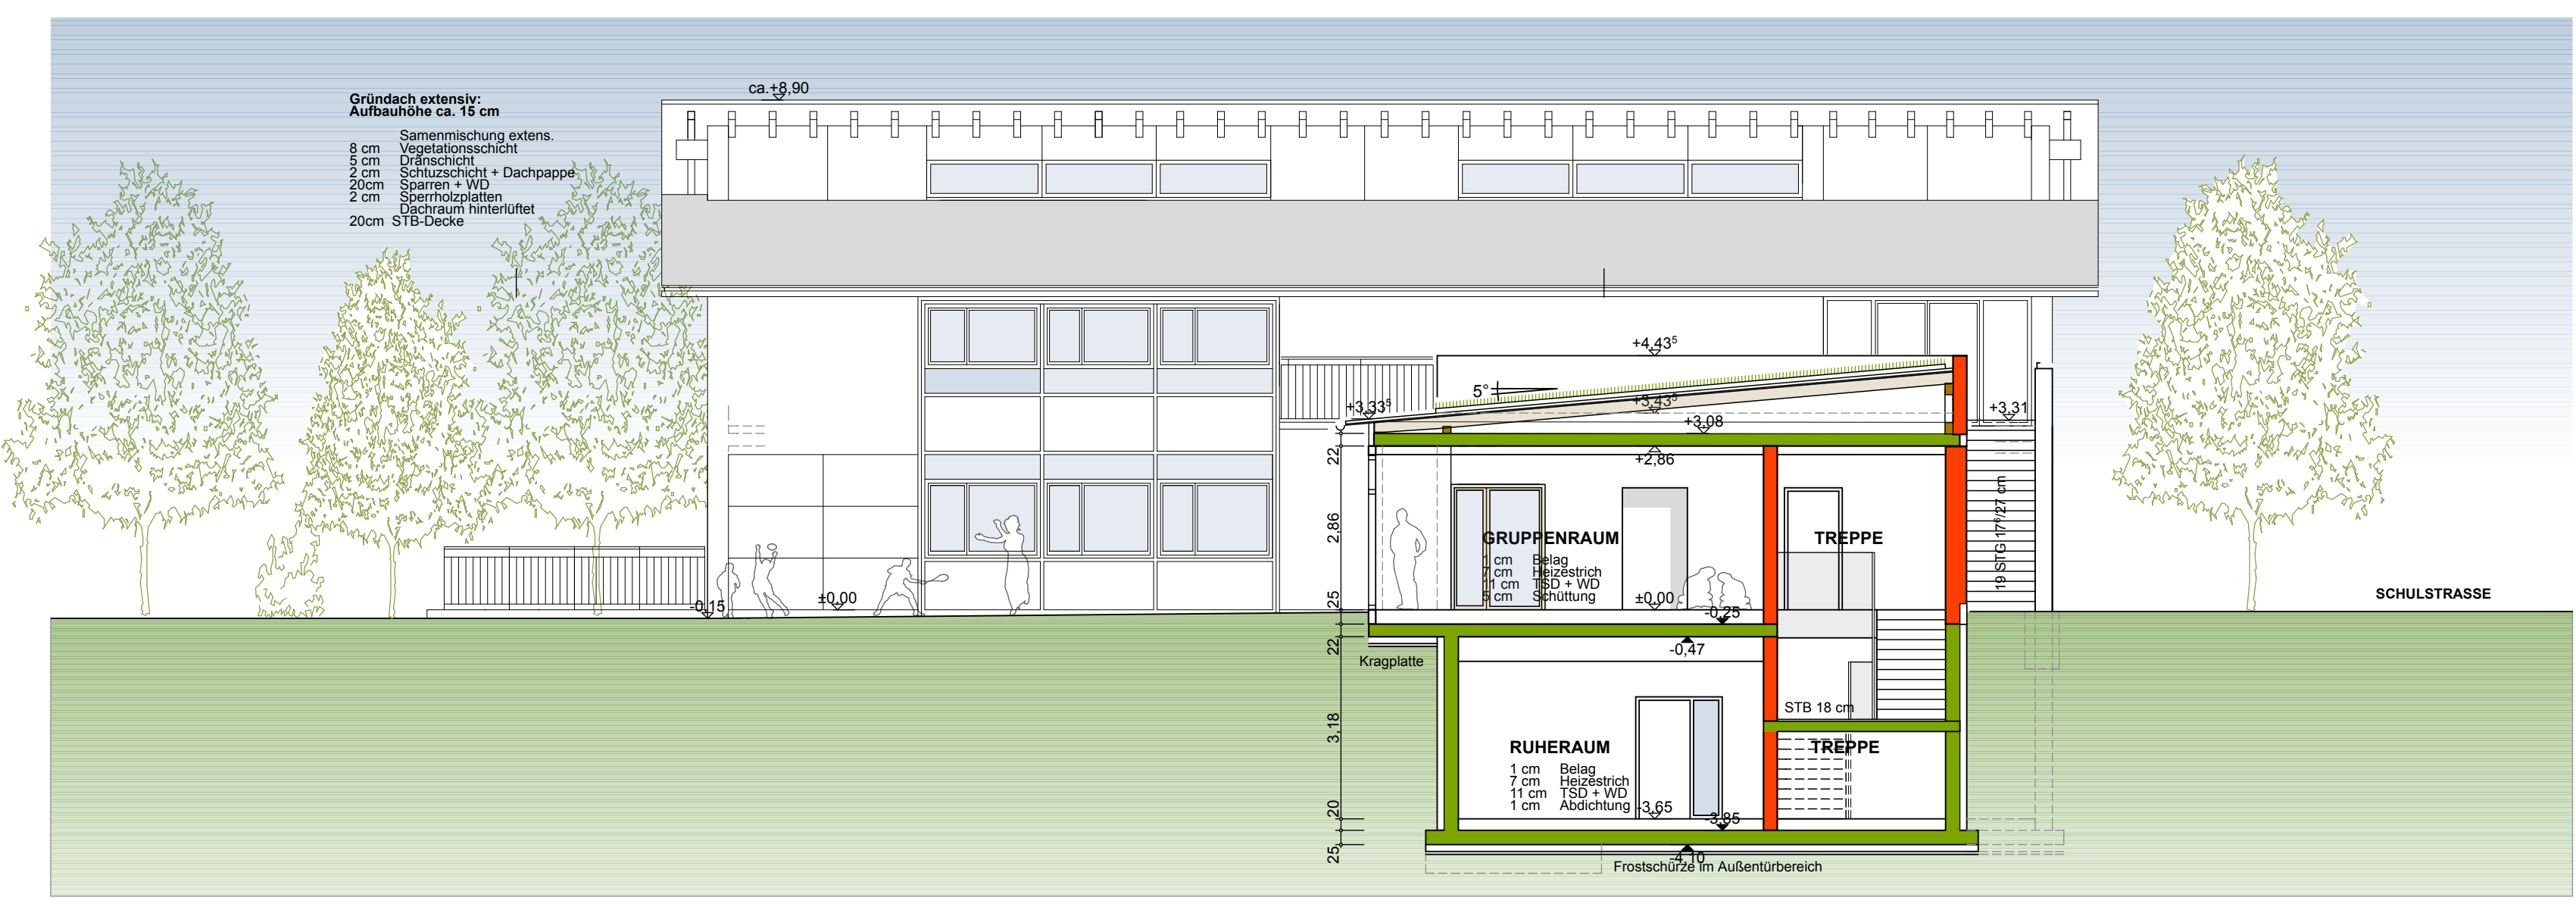 ca.+8,90
Gründach extensiv:
Aufbauhöhe ca. 15 cm
Samenmischung extens.
8 cm Vegetationsschicht
5 cm Dränschicht
2 cm Schtuzschicht + Dachpappe
20cm Sparren + WD
2 cm Sperrholzplatten
Dachraum hinterlüftet
20cm STB-Decke
+4,43⁵
5°
+3,33⁵
+3,43⁵
+3,31
+3,08
22
+2,86
2,86
19 STG 17⁶/27 cm
GRUPPENRAUM
1 cm Belag
7 cm Heizestrich
11 cm TSD + WD
5 cm Schüttung
TREPPE
SCHULSTRASSE
-0,15
±0,00
25
±0,00
-0,25
22
-0,47
Kragplatte
3,18
STB 18 cm
RUHERAUM
1 cm Belag
7 cm Heizestrich
11 cm TSD + WD
1 cm Abdichtung
TREPPE
20
-3,65
-3,85
25
-4,10
Frostschürze im Außentürbereich